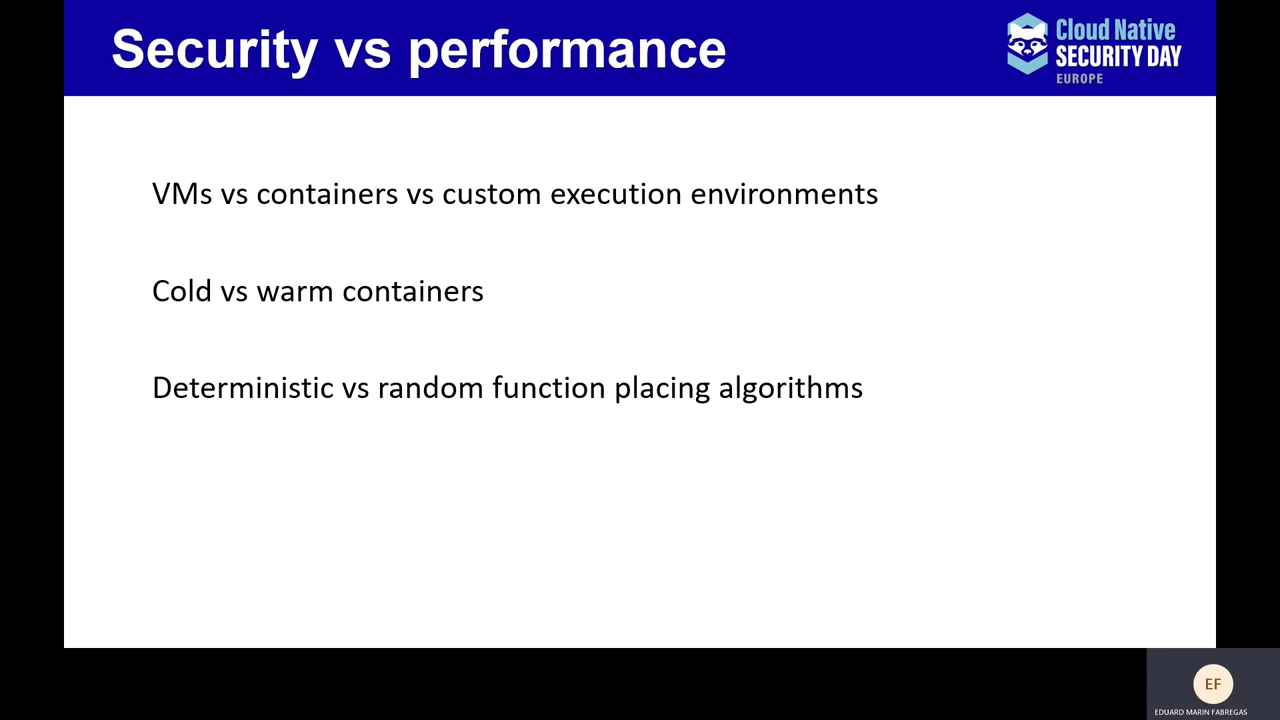 Security vs performance
Cloud Native
SECURITY DAY
EUROPE
VMs vs containers vs custom execution environments
Cold vs warm containers
Deterministic vs random function placing algorithms
EF
EDUARD MARIN FABREGAS